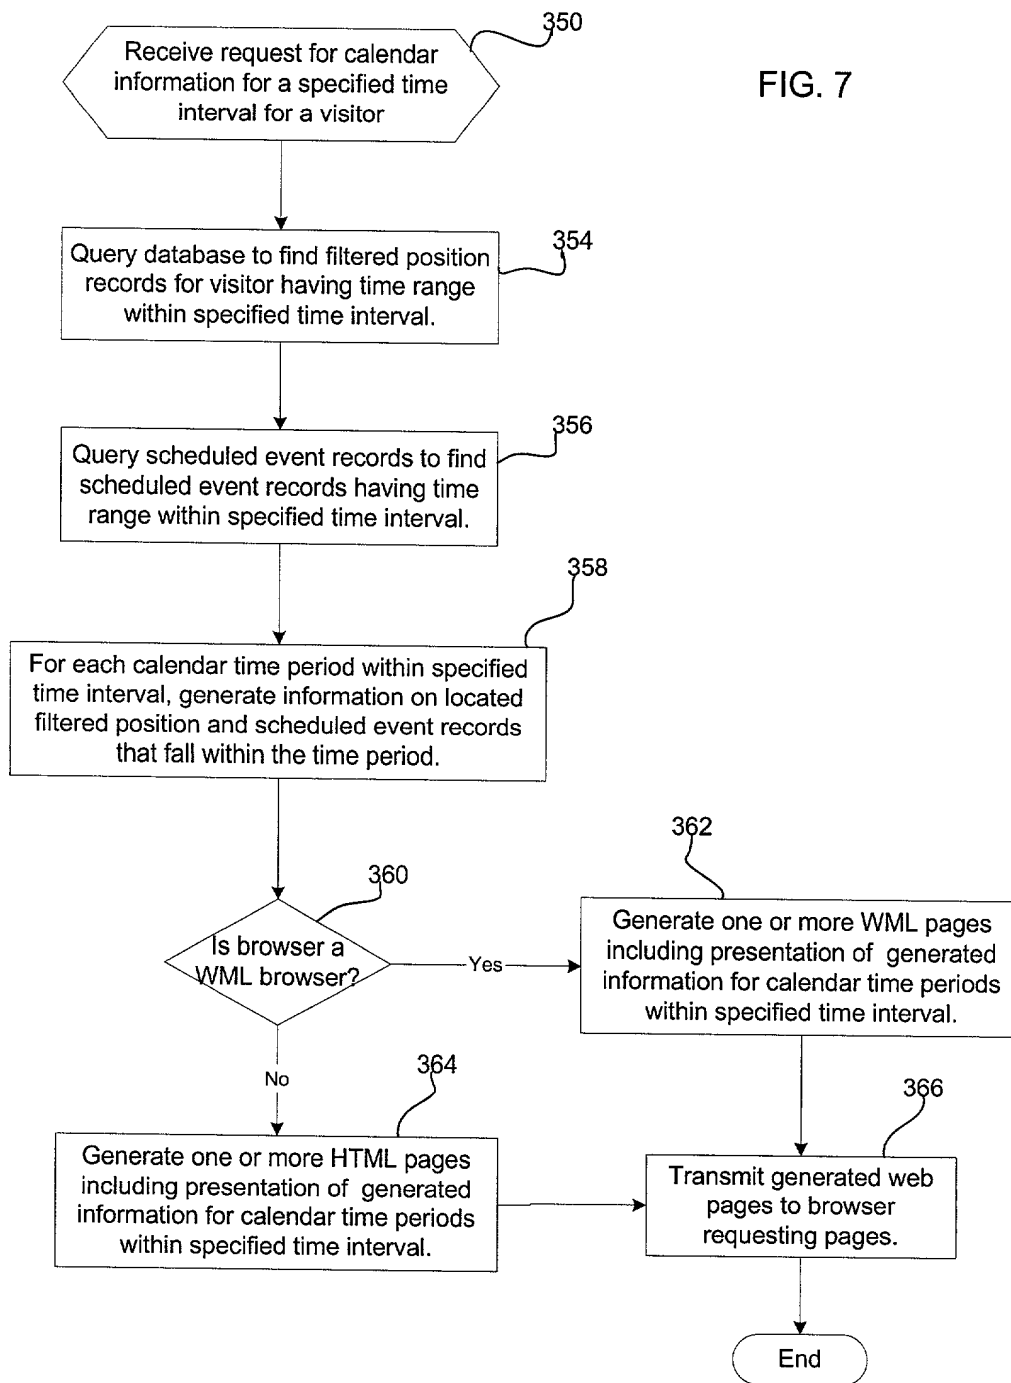 350
Receive request for calendar
information for a specified time
interval for a visitor
FIG. 7
354
Query database to find filtered position
records for visitor having time range
within specified time interval.
356
Query scheduled event records to find
scheduled event records having time
range within specified time interval.
358
For each calendar time period within specified
time interval, generate information on located
filtered position and scheduled event records
that fall within the time period.
360
Is browser a
WML browser?
Yes
362
Generate one or more WML pages
including presentation of generated
information for calendar time periods
within specified time interval.
No
364
Generate one or more HTML pages
including presentation of generated
information for calendar time periods
within specified time interval.
366
Transmit generated web
pages to browser
requesting pages.
End